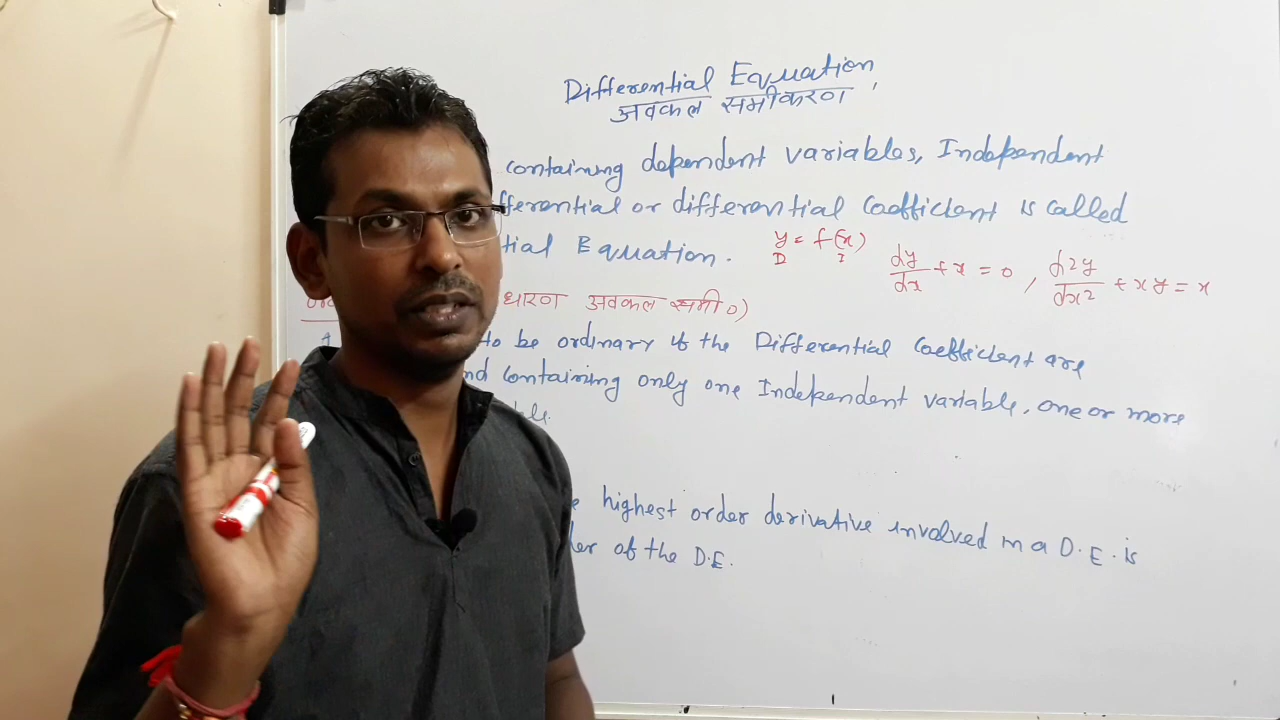 Differential Equation
अवकल समीकरण
containing dependent variables, Independent
fferential or differential Coefficient is called
tial Equation.
y = f(x)
D I
dy/dx + x = 0 , d2y/dx2 + xy = x
धारण अवकल समी०)
to be ordinary if the Differential Coefficient are
nd containing only one Independent variable, one or more
ble.
e highest order derivative involved in a D.E. is
der of the D.E.